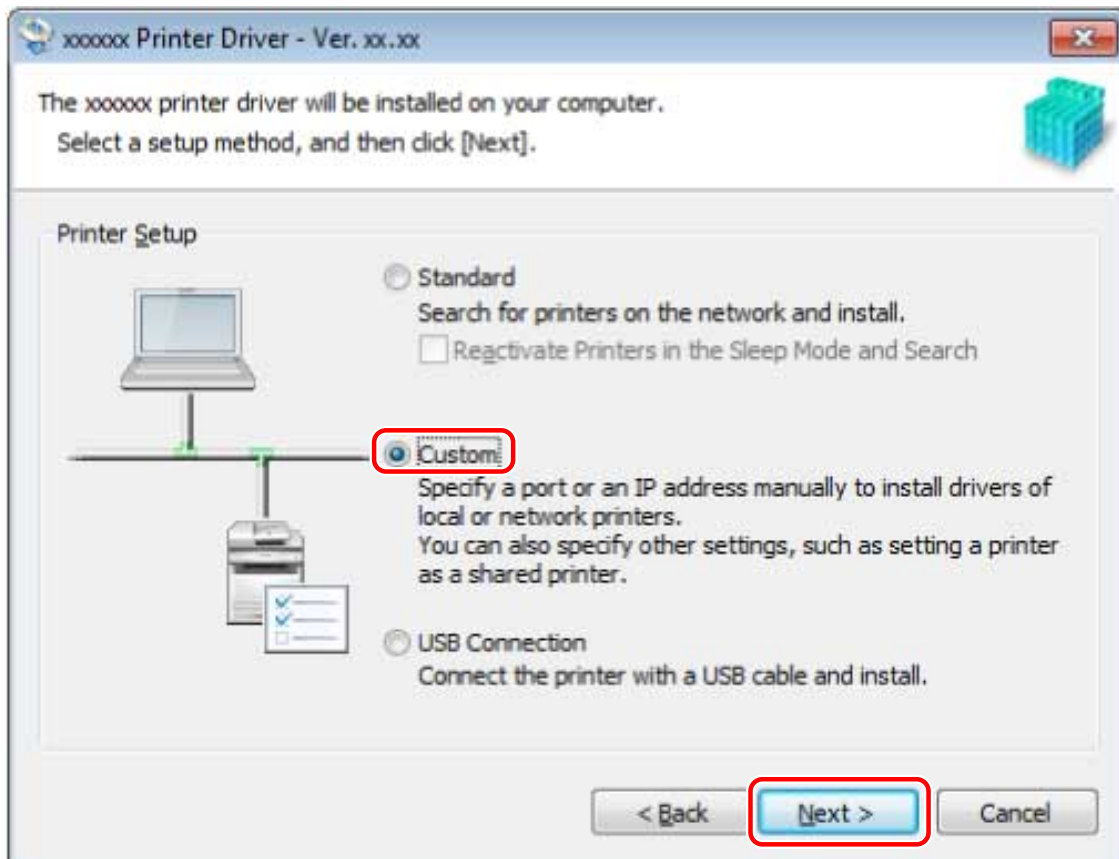 xxxxxx Printer Driver - Ver. xx.xx
The xxxxxx printer driver will be installed on your computer.
Select a setup method, and then click [Next].
Printer Setup
Standard
Search for printers on the network and install.
Reactivate Printers in the Sleep Mode and Search
Custom
Specify a port or an IP address manually to install drivers of
local or network printers.
You can also specify other settings, such as setting a printer
as a shared printer.
USB Connection
Connect the printer with a USB cable and install.
< Back
Next >
Cancel